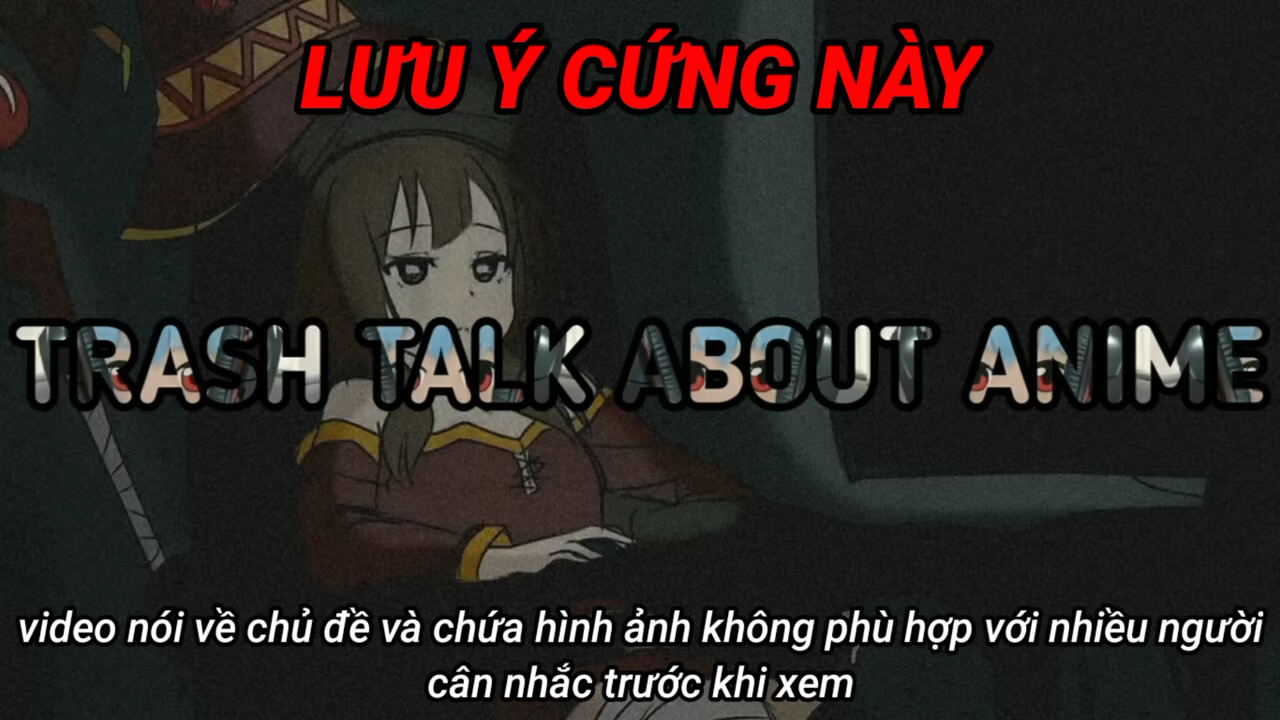 LƯU Ý CỨNG NÀY
TRASH TALK ABOUT ANIME
video nói về chủ đề và chứa hình ảnh không phù hợp với nhiều người
cân nhắc trước khi xem